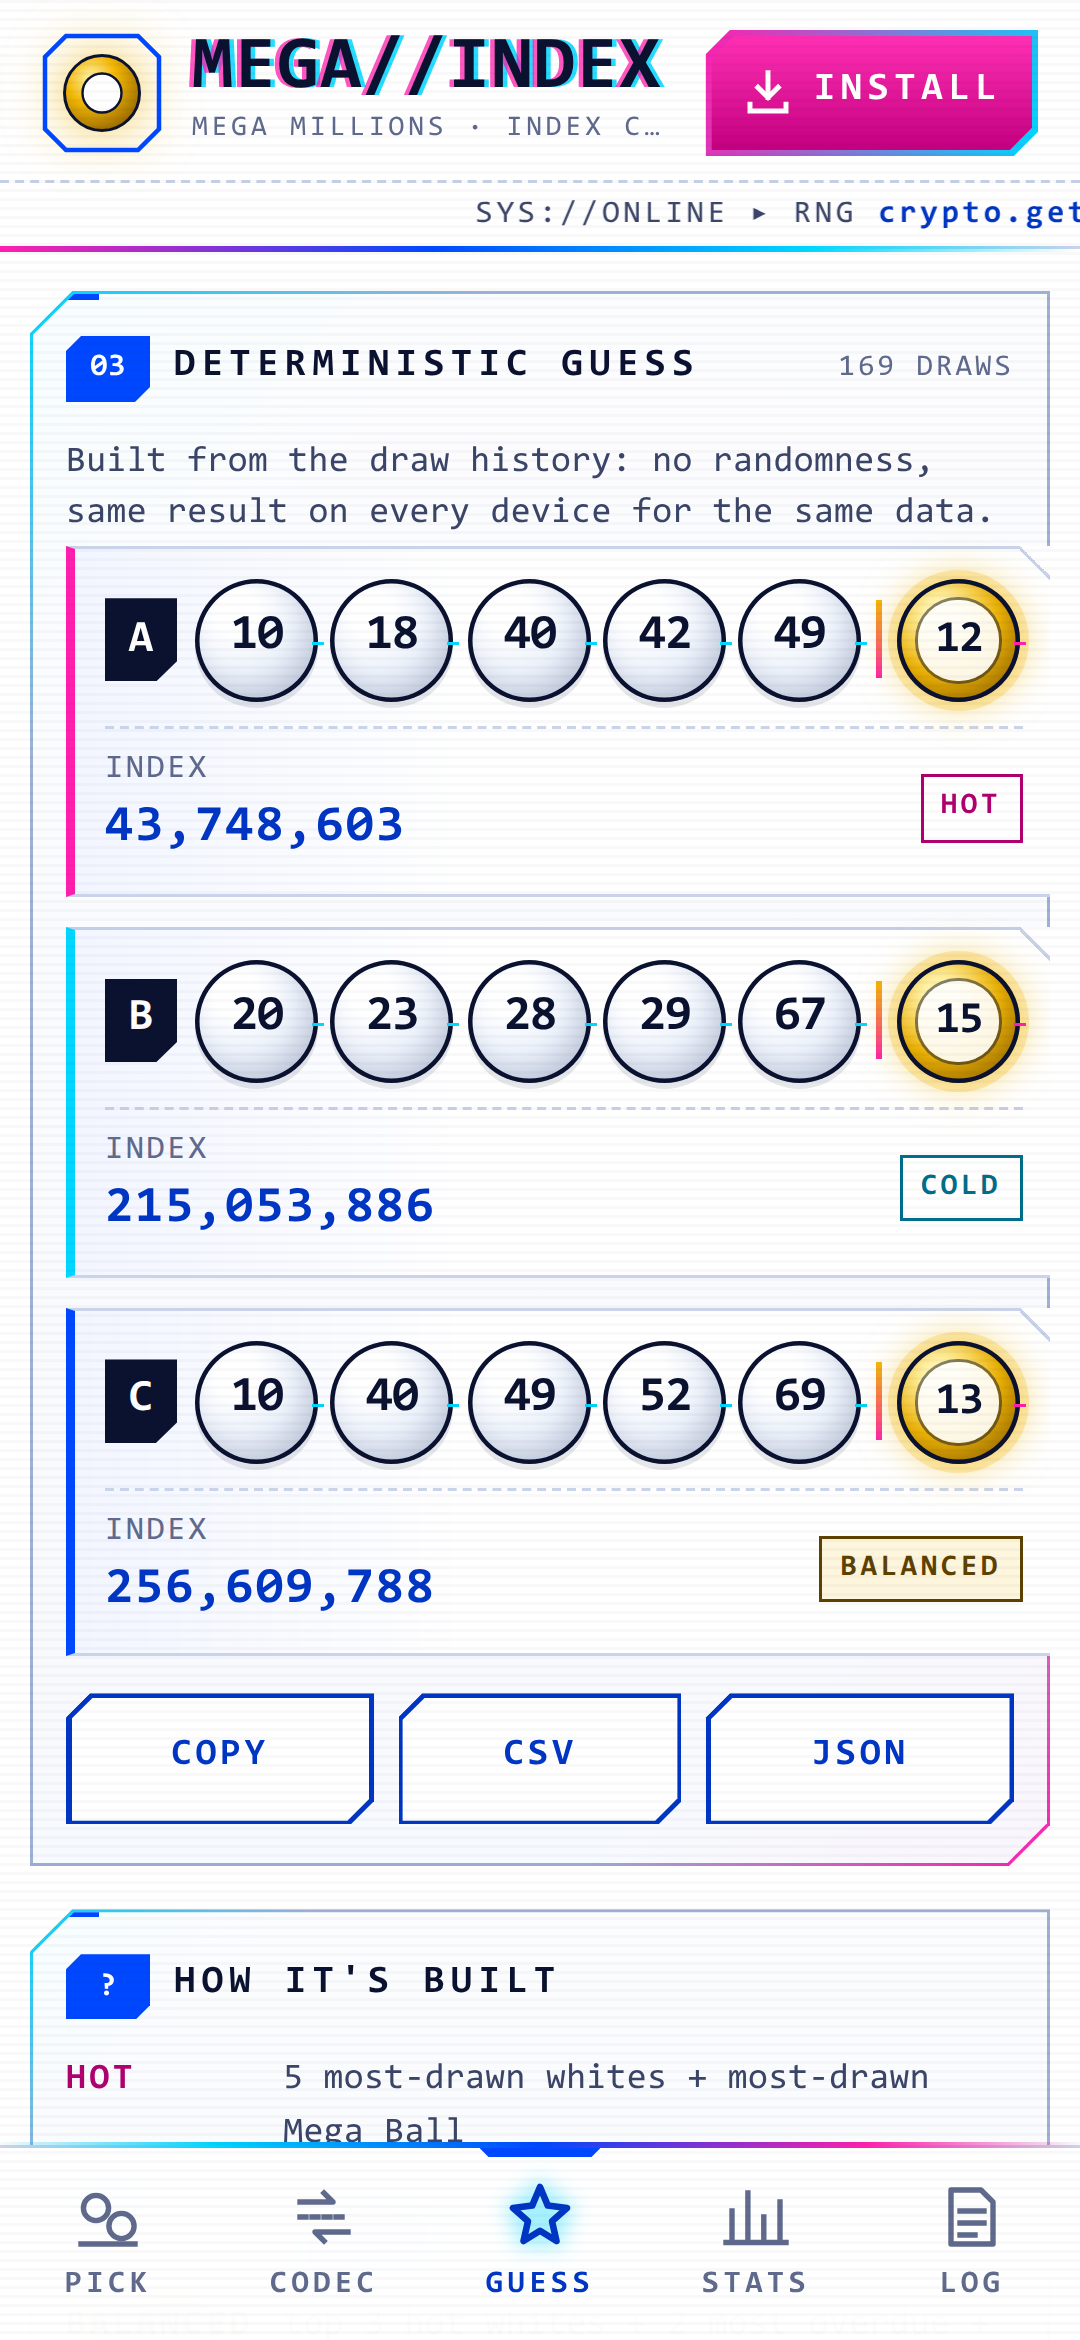 MEGA//INDEX
MEGA MILLIONS · INDEX C…
INSTALL
SYS://ONLINE ▸ RNG crypto.get
03 DETERMINISTIC GUESS 169 DRAWS
Built from the draw history: no randomness,
same result on every device for the same data.
A 10 18 40 42 49 12
INDEX
43,748,603
HOT
B 20 23 28 29 67 15
INDEX
215,053,886
COLD
C 10 40 49 52 69 13
INDEX
256,609,788
BALANCED
COPY CSV JSON
? HOW IT'S BUILT
HOT 5 most-drawn whites + most-drawn
Mega Ball
PICK CODEC GUESS STATS LOG